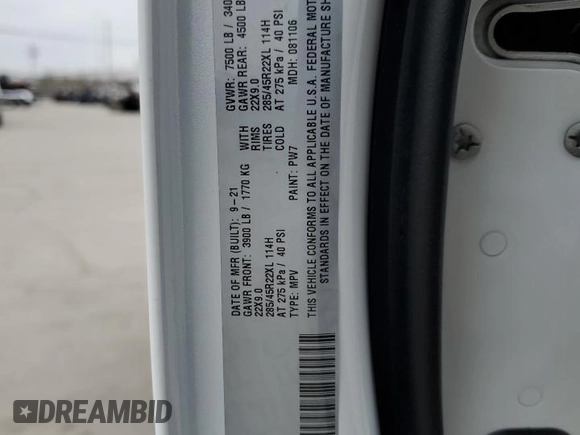 DATE OF MFR (BUILT): 9-21 GVWR: 7500 LB / 340
GAWR FRONT: 3900 LB / 1770 KG WITH GAWR REAR: 4500 LB
22X9.0 RIMS 22X9.0
285/45R22XL 114H TIRES 285/45R22XL 114H
AT 275 kPa / 40 PSI COLD AT 275 kPa / 40 PSI
TYPE: MPV PAINT: PW7 MDH: 081106
THIS VEHICLE CONFORMS TO ALL APPLICABLE U.S.A. FEDERAL MOT
STANDARDS IN EFFECT ON THE DATE OF MANUFACTURE SH
DREAMBID